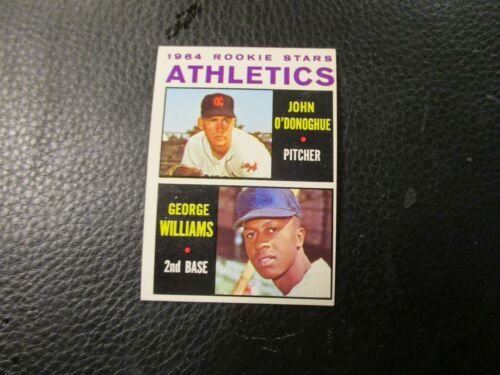 1964 ROOKIE STARS
ATHLETICS
JOHN
O'DONOGHUE
PITCHER
GEORGE
WILLIAMS
2nd BASE